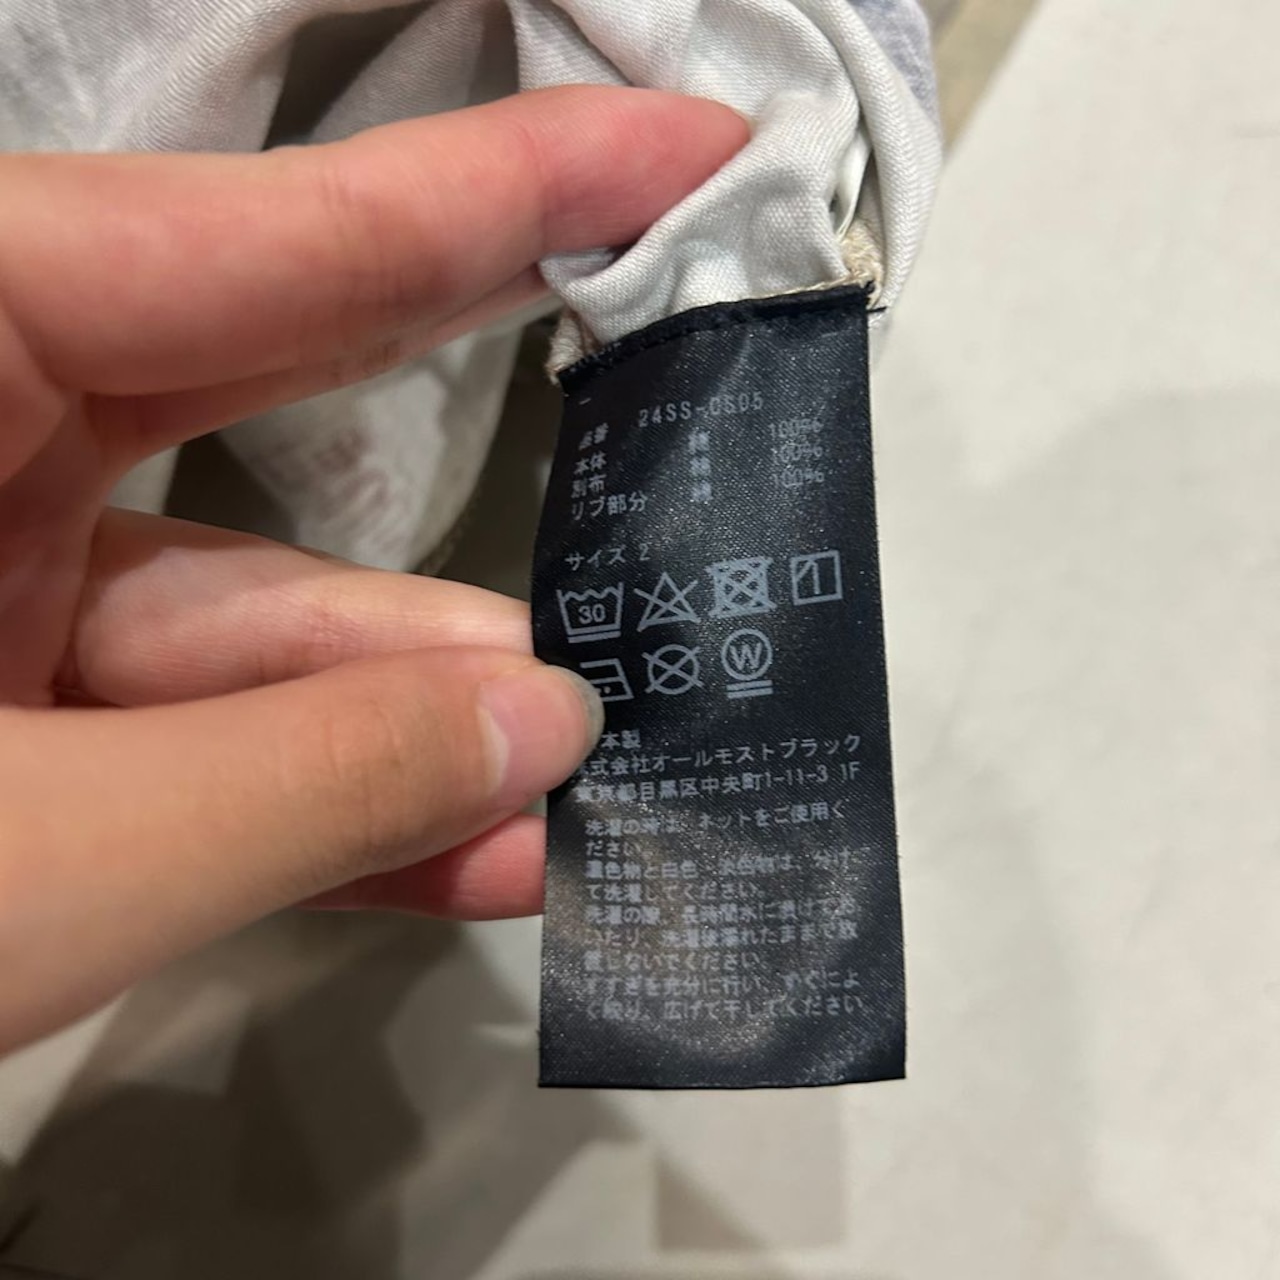 品番 24SS-CS05
本体 綿 100%
別布 綿 100%
リブ部分 綿 100%
サイズ 2
30
W
本製
式会社オールモストブラック
東京都目黒区中央町1-11-3 1F
洗濯の時は、ネットをご使用く
ださい。
濃色物と白色、淡色物は、分け
て洗濯してください。
洗濯の際、長時間水に漬けてお
いたり、洗濯後濡れたままで放
置しないでください。
すすぎを充分に行い、すぐによ
く絞り、広げて干してください。